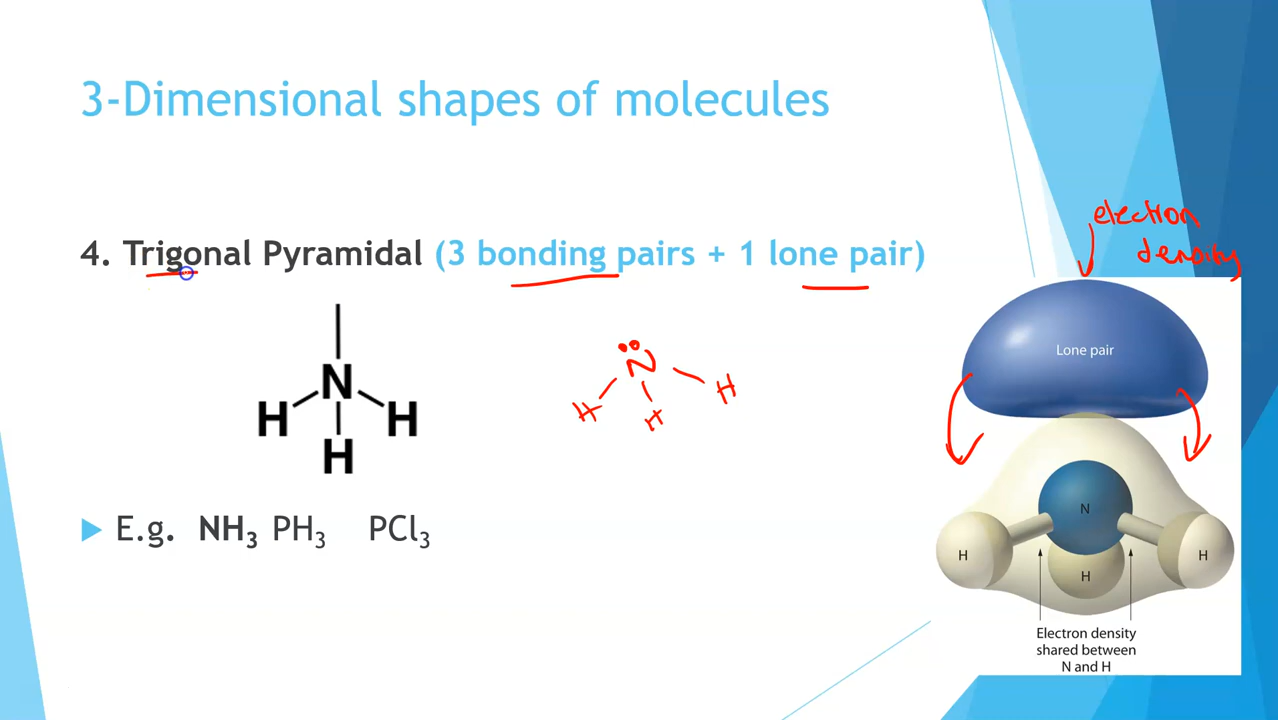 3-Dimensional shapes of molecules
electron
density
4. Trigonal Pyramidal (3 bonding pairs + 1 lone pair)
Lone pair
N
H N H
H
N
H H H
N
H H
H
E.g. NH₃ PH₃ PCl₃
Electron density
shared between
N and H